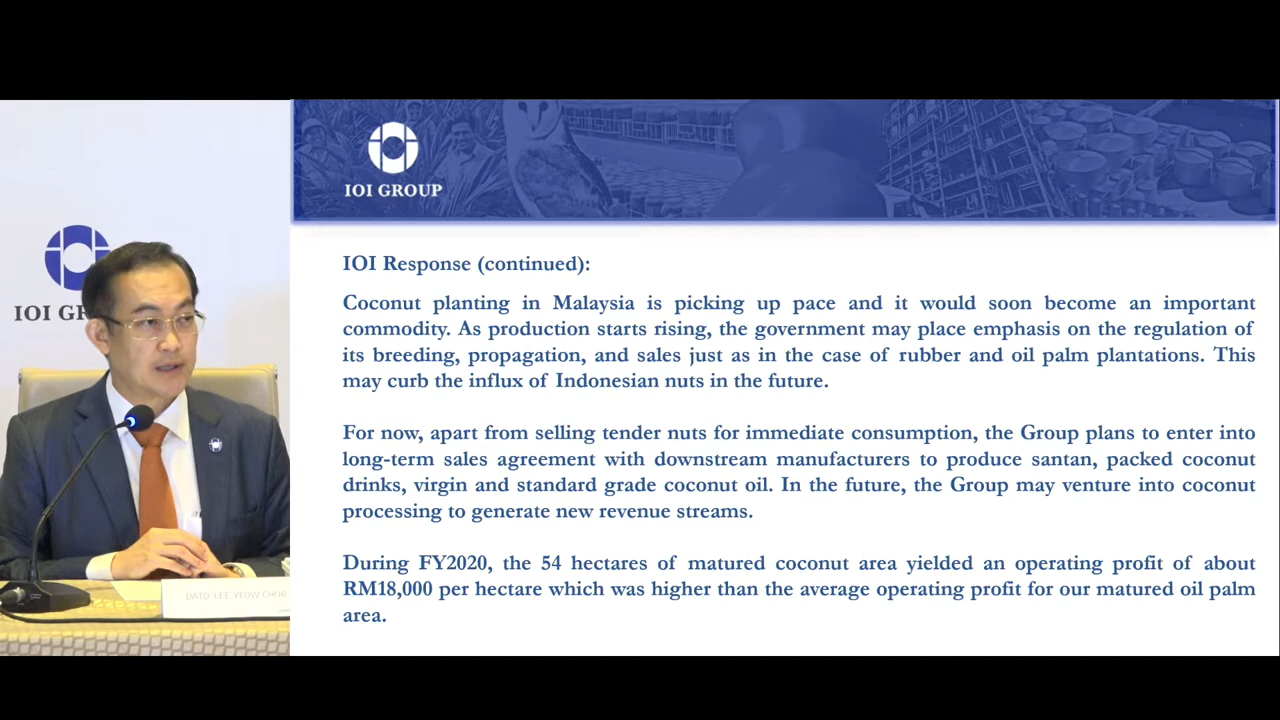 IOI GROUP
IOI GR
DATO' LEE YEOW CHOR
IOI Response (continued):
Coconut planting in Malaysia is picking up pace and it would soon become an important
commodity. As production starts rising, the government may place emphasis on the regulation of
its breeding, propagation, and sales just as in the case of rubber and oil palm plantations. This
may curb the influx of Indonesian nuts in the future.
For now, apart from selling tender nuts for immediate consumption, the Group plans to enter into
long-term sales agreement with downstream manufacturers to produce santan, packed coconut
drinks, virgin and standard grade coconut oil. In the future, the Group may venture into coconut
processing to generate new revenue streams.
During FY2020, the 54 hectares of matured coconut area yielded an operating profit of about
RM18,000 per hectare which was higher than the average operating profit for our matured oil palm
area.